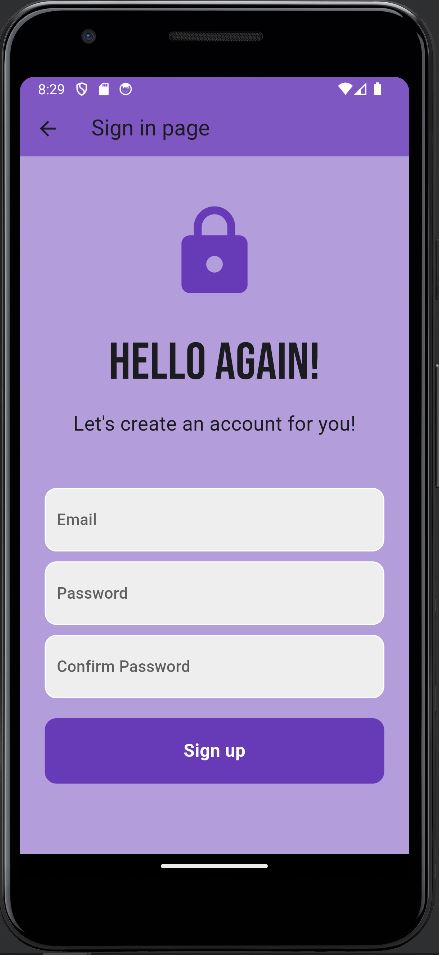 8:29
Sign in page
HELLO AGAIN!
Let's create an account for you!
Email
Password
Confirm Password
Sign up